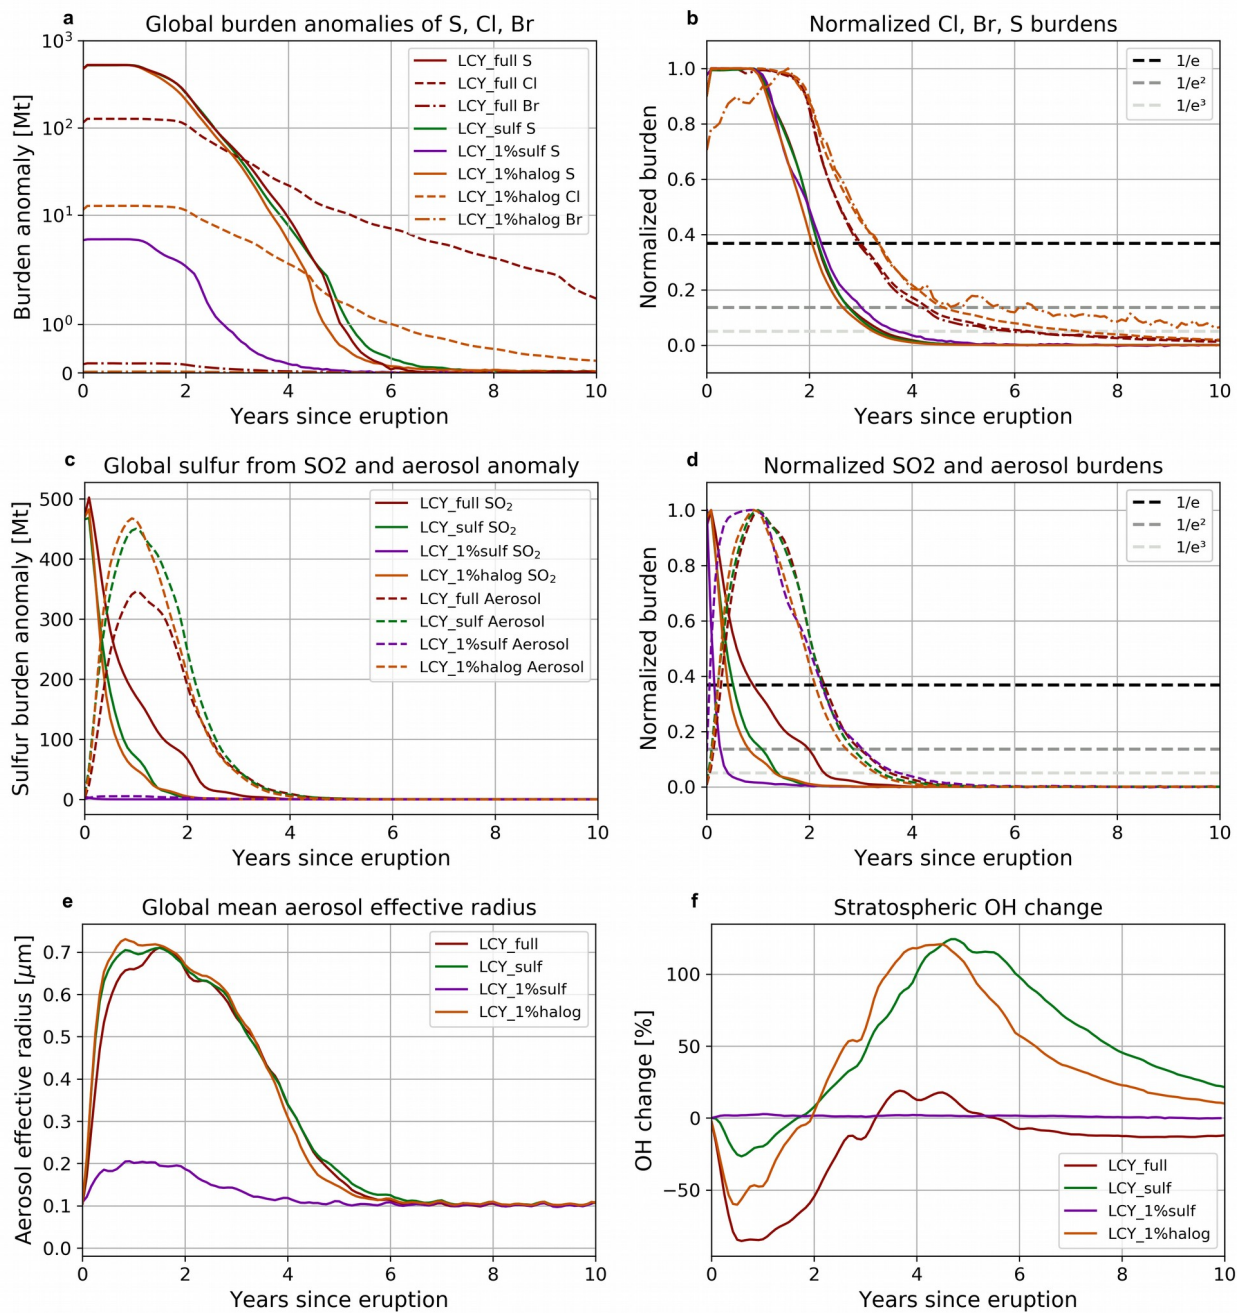 a
Global burden anomalies of S, Cl, Br
Burden anomaly [Mt]
10³
10²
10¹
10⁰
0
0 2 4 6 8 10
Years since eruption
LCY_full S
LCY_full Cl
LCY_full Br
LCY_sulf S
LCY_1%sulf S
LCY_1%halog S
LCY_1%halog Cl
LCY_1%halog Br
b
Normalized Cl, Br, S burdens
Normalized burden
1.0
0.8
0.6
0.4
0.2
0.0
0 2 4 6 8 10
Years since eruption
1/e
1/e²
1/e³
c
Global sulfur from SO2 and aerosol anomaly
Sulfur burden anomaly [Mt]
500
400
300
200
100
0
0 2 4 6 8 10
Years since eruption
LCY_full SO₂
LCY_sulf SO₂
LCY_1%sulf SO₂
LCY_1%halog SO₂
LCY_full Aerosol
LCY_sulf Aerosol
LCY_1%sulf Aerosol
LCY_1%halog Aerosol
d
Normalized SO2 and aerosol burdens
Normalized burden
1.0
0.8
0.6
0.4
0.2
0.0
0 2 4 6 8 10
Years since eruption
1/e
1/e²
1/e³
e
Global mean aerosol effective radius
Aerosol effective radius [μm]
0.7
0.6
0.5
0.4
0.3
0.2
0.1
0.0
0 2 4 6 8 10
Years since eruption
LCY_full
LCY_sulf
LCY_1%sulf
LCY_1%halog
f
Stratospheric OH change
OH change [%]
100
50
0
−50
0 2 4 6 8 10
Years since eruption
LCY_full
LCY_sulf
LCY_1%sulf
LCY_1%halog